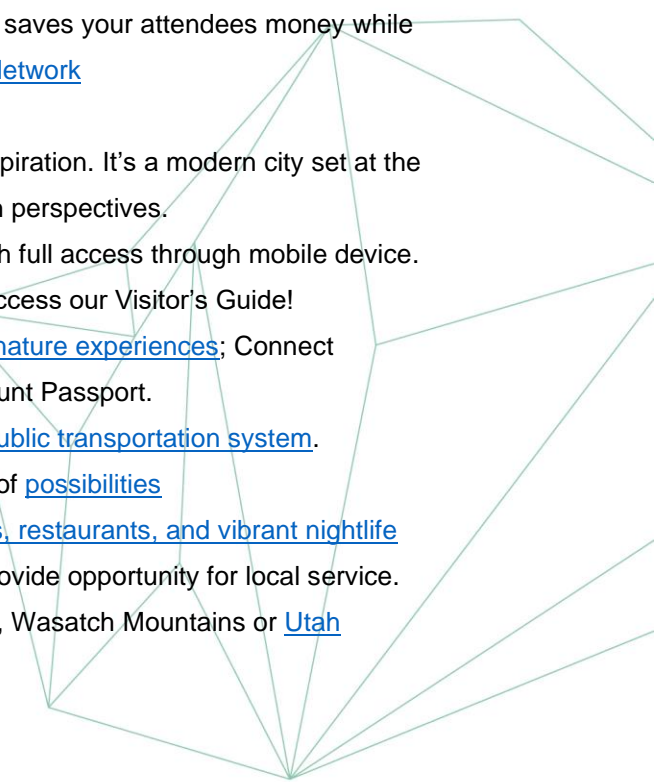 saves your attendees money while
etwork
piration. It's a modern city set at the
perspectives.
full access through mobile device.
ccess our Visitor's Guide!
nature experiences; Connect
unt Passport.
ublic transportation system.
of possibilities
, restaurants, and vibrant nightlife
ovide opportunity for local service.
, Wasatch Mountains or Utah